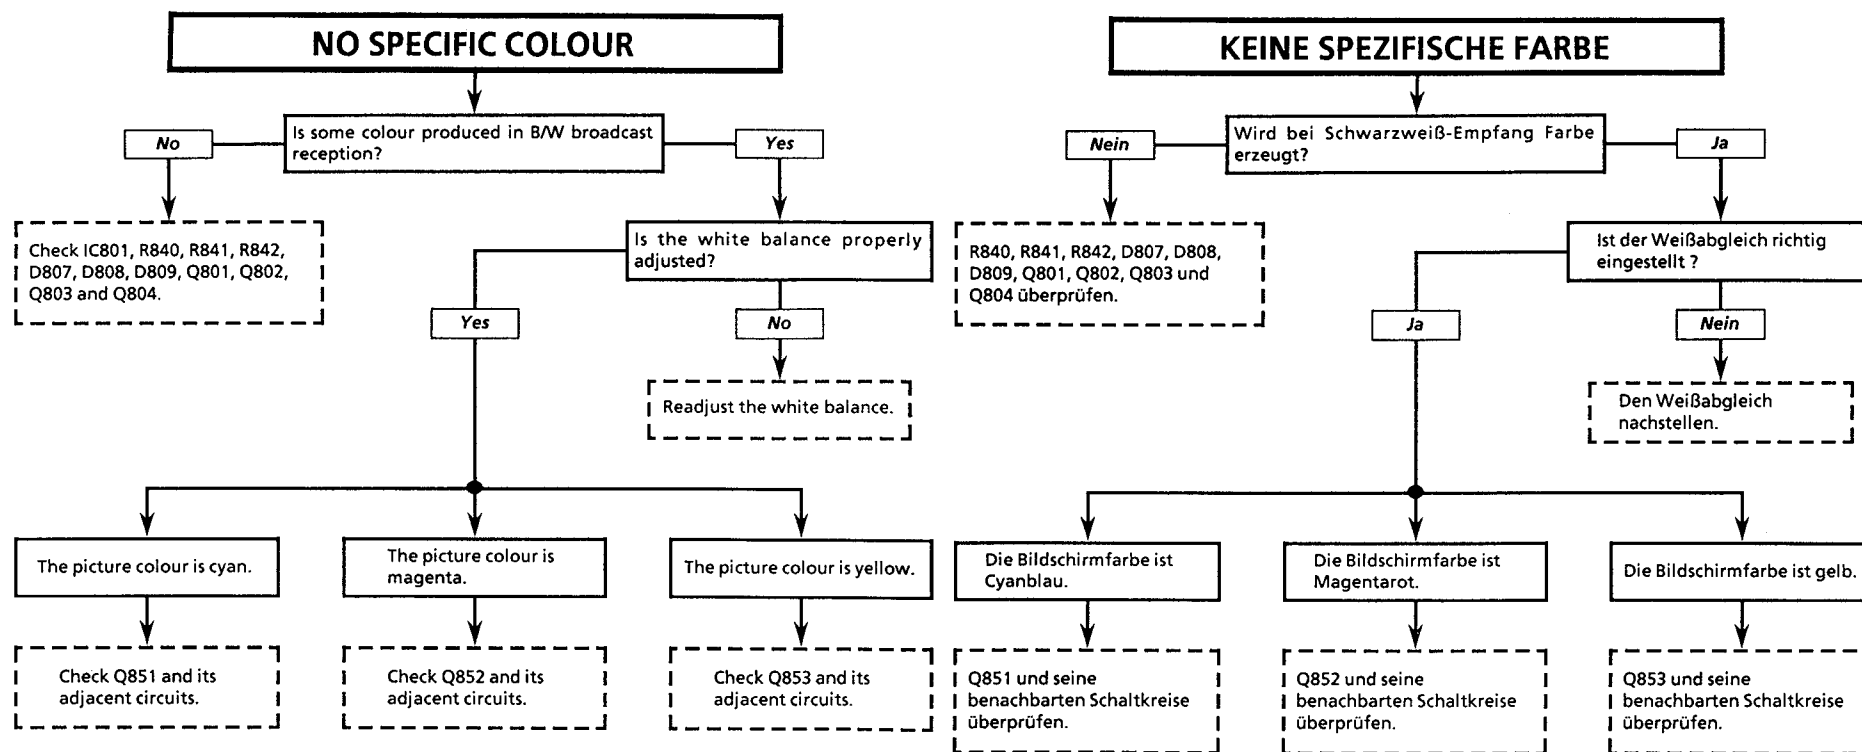 NO SPECIFIC COLOUR
Is some colour produced in B/W broadcast
reception?
No
Yes
Check IC801, R840, R841, R842,
D807, D808, D809, Q801, Q802,
Q803 and Q804.
Is the white balance properly
adjusted?
Yes
No
Readjust the white balance.
The picture colour is cyan.
The picture colour is
magenta.
The picture colour is yellow.
Check Q851 and its
adjacent circuits.
Check Q852 and its
adjacent circuits.
Check Q853 and its
adjacent circuits.
KEINE SPEZIFISCHE FARBE
Wird bei Schwarzweiß-Empfang Farbe
erzeugt?
Nein
Ja
R840, R841, R842, D807, D808,
D809, Q801, Q802, Q803 und
Q804 überprüfen.
Ist der Weißabgleich richtig
eingestellt ?
Ja
Nein
Den Weißabgleich
nachstellen.
Die Bildschirmfarbe ist
Cyanblau.
Die Bildschirmfarbe ist
Magentarot.
Die Bildschirmfarbe ist gelb.
Q851 und seine
benachbarten Schaltkreise
überprüfen.
Q852 und seine
benachbarten Schaltkreise
überprüfen.
Q853 und seine
benachbarten Schaltkreise
überprüfen.